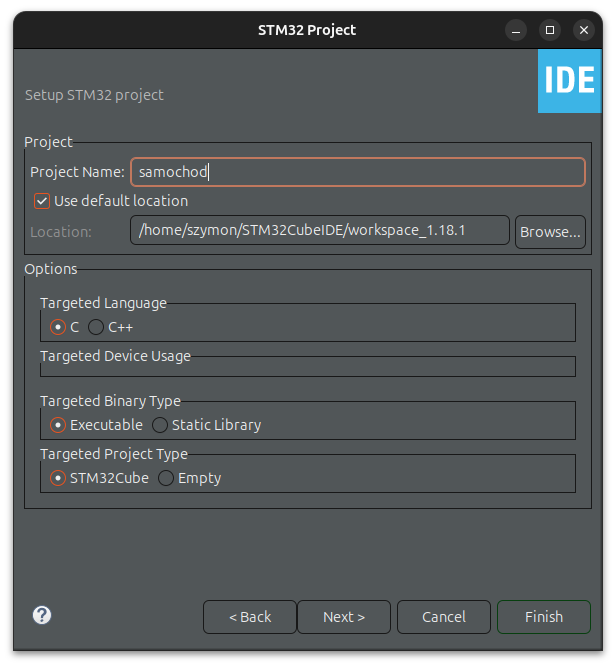 STM32 Project
IDE
Setup STM32 project
Project
Project Name: samochod
Use default location
Location: /home/szymon/STM32CubeIDE/workspace_1.18.1 Browse...
Options
Targeted Language
C C++
Targeted Device Usage
Targeted Binary Type
Executable Static Library
Targeted Project Type
STM32Cube Empty
? < Back Next > Cancel Finish